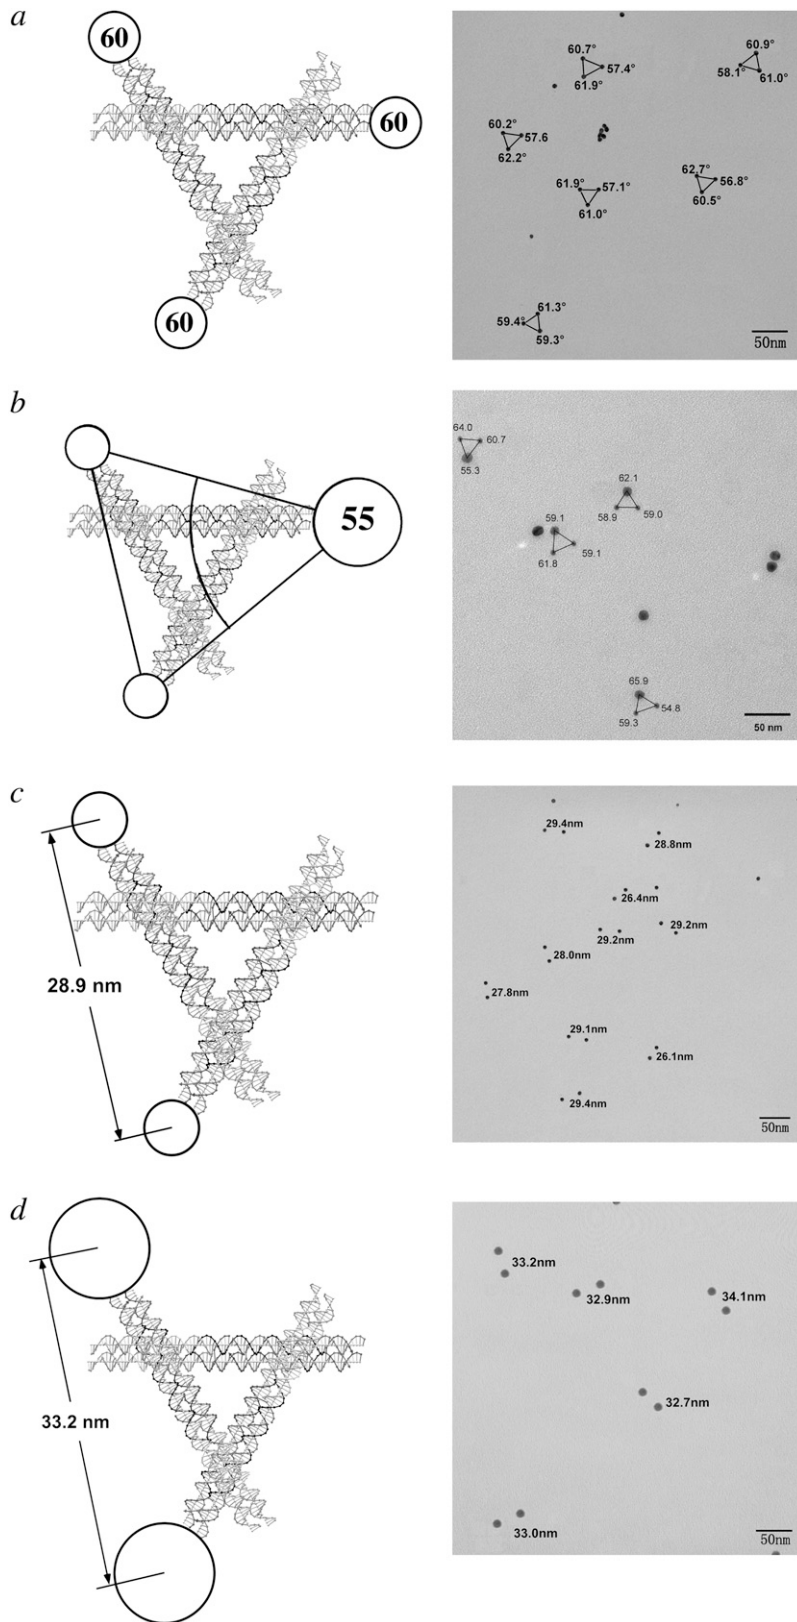 a
60
60
60
60.7°
57.4°
61.9°
60.9°
58.1°
61.0°
60.2°
57.6
62.2°
61.9°
57.1°
61.0°
62.7°
56.8°
60.5°
61.3°
59.4°
59.3°
50nm
b
55
64.0
60.7
55.3
62.1
58.9
59.0
59.1
59.1
61.8
65.9
54.8
59.3
50 nm
c
28.9 nm
29.4nm
28.8nm
26.4nm
29.2nm
29.2nm
28.0nm
27.8nm
29.1nm
26.1nm
29.4nm
50nm
d
33.2 nm
33.2nm
32.9nm
34.1nm
32.7nm
33.0nm
50nm